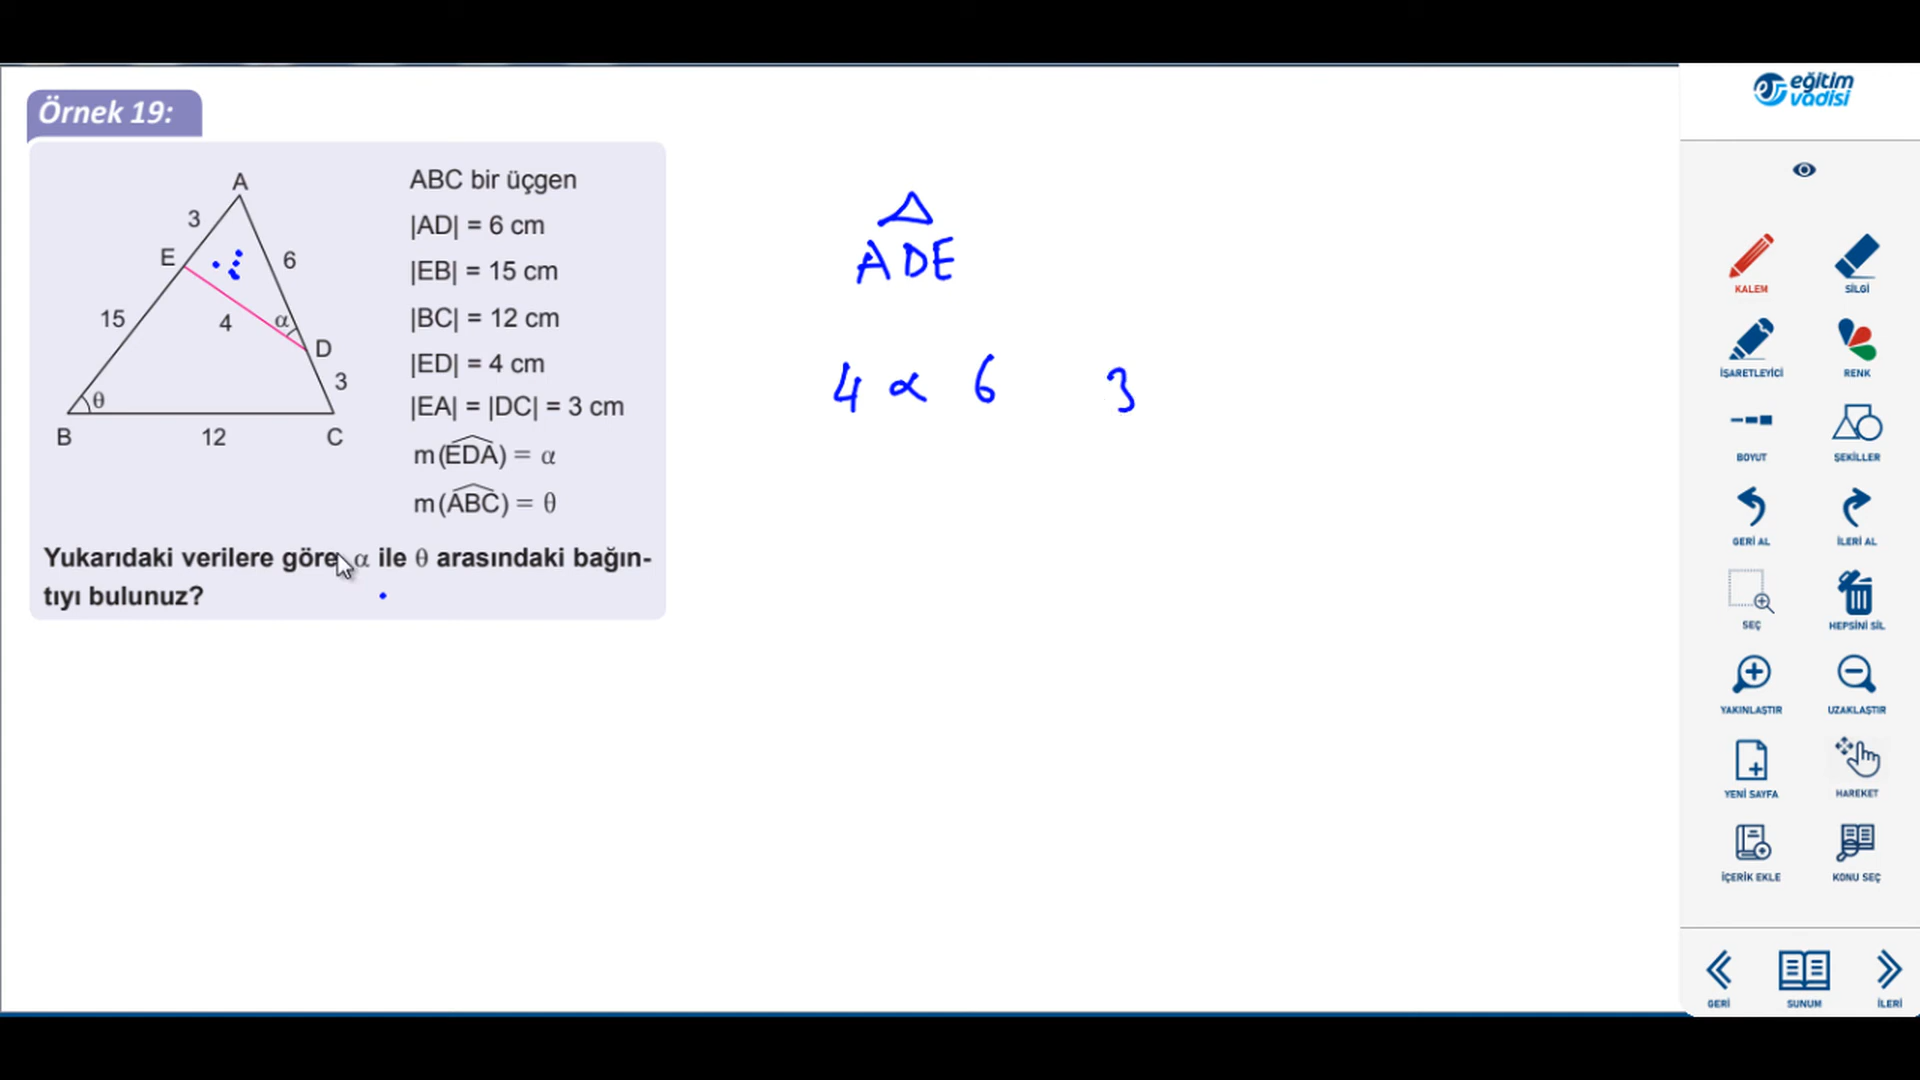 eğitim
vadisi
Örnek 19:
A
3
E
6
15
4
α
D
3
θ
B
12
C
ABC bir üçgen
|AD| = 6 cm
|EB| = 15 cm
|BC| = 12 cm
|ED| = 4 cm
|EA| = |DC| = 3 cm
m(EDA) = α
m(ABC) = θ
Yukarıdaki verilere göre α ile θ arasındaki bağın-
tıyı bulunuz?
△
ADE
4 α 6 3
KALEM
SİLGİ
İŞARETLEYİCİ
RENK
BOYUT
ŞEKİLLER
GERİ AL
İLERİ AL
SEÇ
HEPSİNİ SİL
YAKINLAŞTIR
UZAKLAŞTIR
YENİ SAYFA
HAREKET
İÇERİK EKLE
KONU SEÇ
GERİ
SUNUM
İLERİ